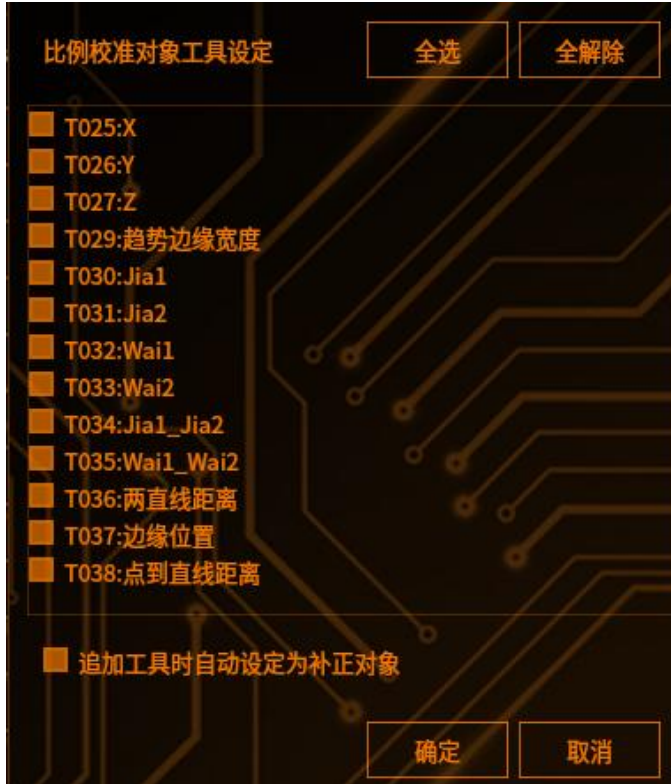 比例校准对象工具设定
全选
全解除
T025:X
T026:Y
T027:Z
T029:趋势边缘宽度
T030:Jia1
T031:Jia2
T032:Wai1
T033:Wai2
T034:Jia1_Jia2
T035:Wai1_Wai2
T036:两直线距离
T037:边缘位置
T038:点到直线距离
追加工具时自动设定为补正对象
确定
取消